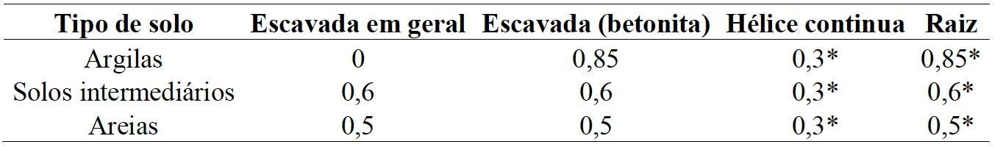 Tipo de solo Escavada em geral Escavada (betonita) Hélice continua Raiz
Argilas 0 0,85 0,3* 0,85*
Solos intermediários 0,6 0,6 0,3* 0,6*
Areias 0,5 0,5 0,3* 0,5*